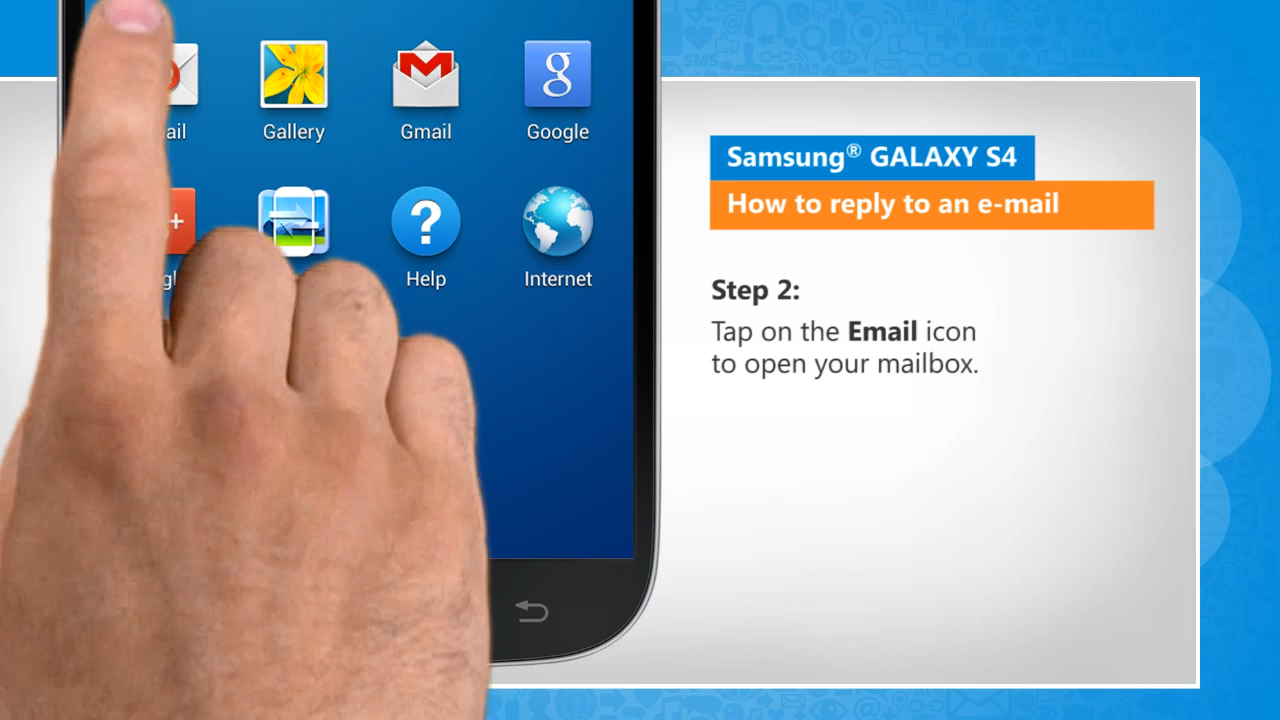 ail
Gallery
Gmail
Google
g
Help
Internet
Samsung® GALAXY S4
How to reply to an e-mail
Step 2:
Tap on the Email icon
to open your mailbox.